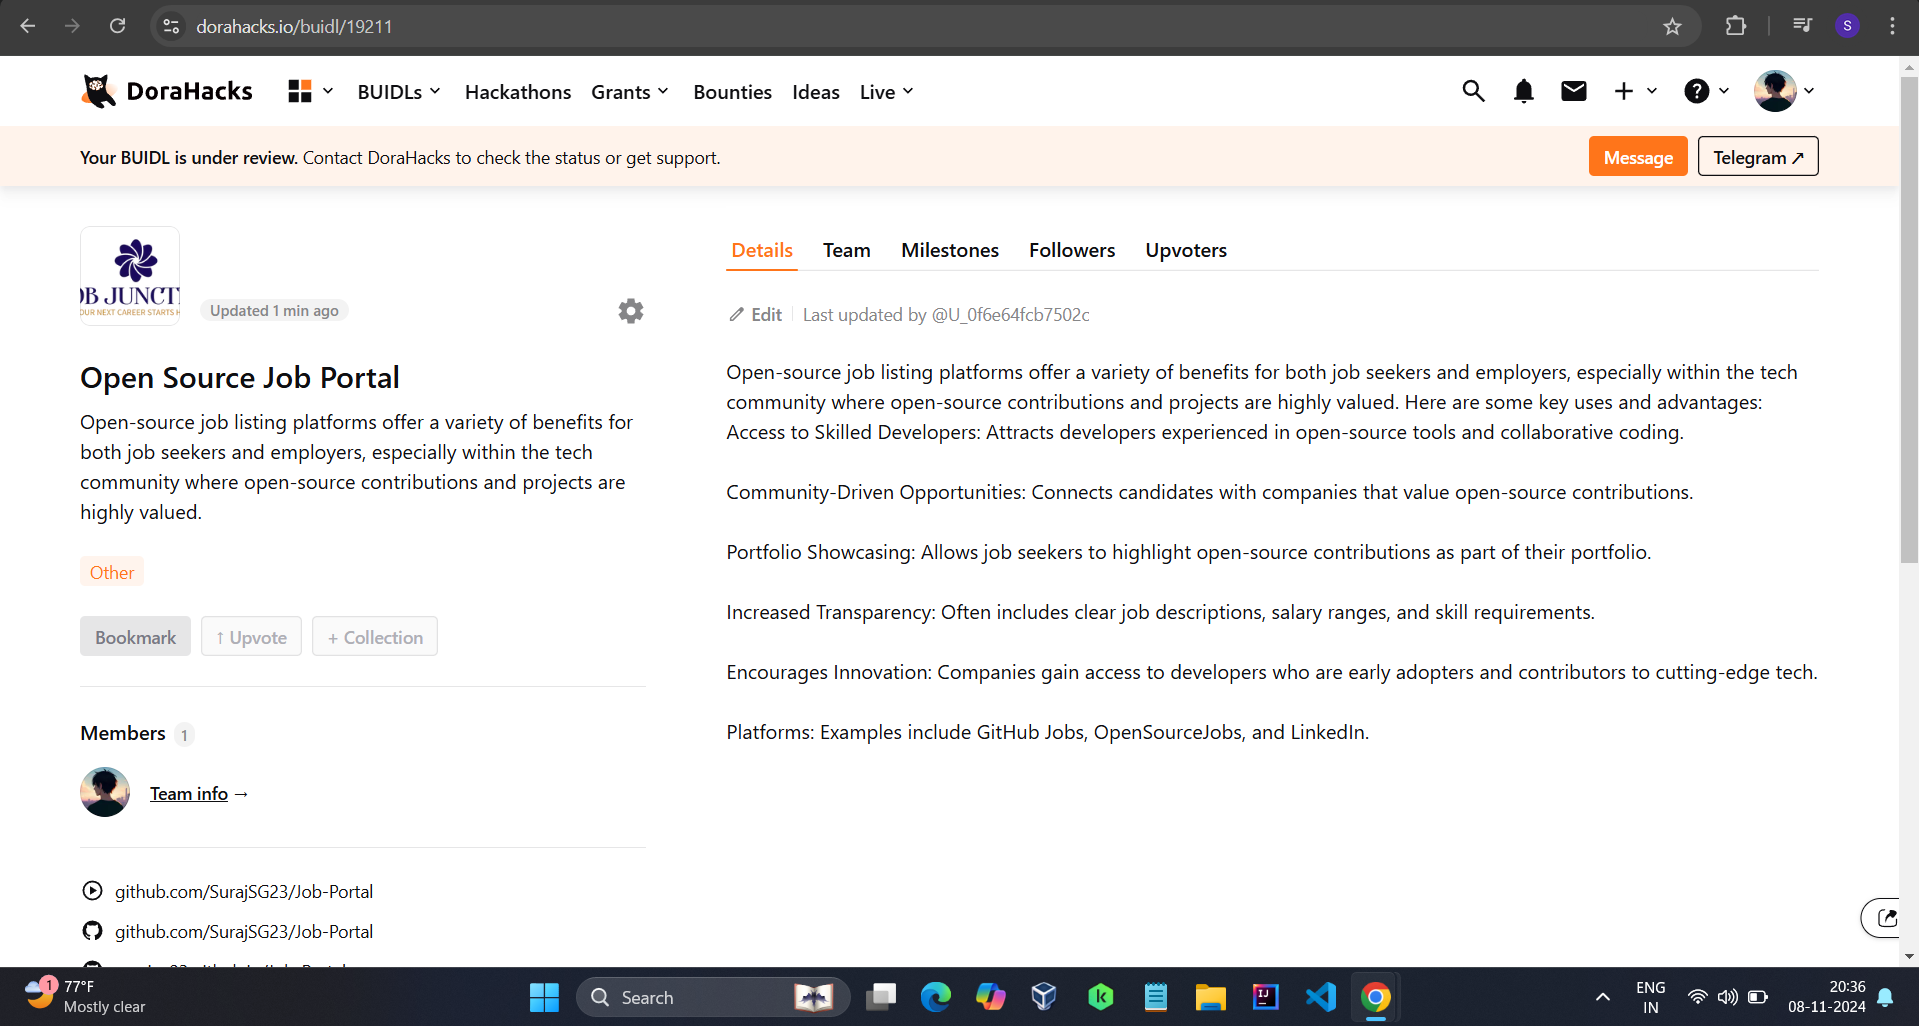 dorahacks.io/buidl/19211
S
DoraHacks
BUIDLs
Hackathons
Grants
Bounties
Ideas
Live
Your BUIDL is under review. Contact DoraHacks to check the status or get support.
Message
Telegram ↗
OB JUNCTI
OUR NEXT CAREER STARTS H
Updated 1 min ago
Open Source Job Portal
Open-source job listing platforms offer a variety of benefits for
both job seekers and employers, especially within the tech
community where open-source contributions and projects are
highly valued.
Other
Bookmark
↑ Upvote
+ Collection
Members 1
Team info →
github.com/SurajSG23/Job-Portal
github.com/SurajSG23/Job-Portal
Details
Team
Milestones
Followers
Upvoters
Edit
Last updated by @U_0f6e64fcb7502c
Open-source job listing platforms offer a variety of benefits for both job seekers and employers, especially within the tech
community where open-source contributions and projects are highly valued. Here are some key uses and advantages:
Access to Skilled Developers: Attracts developers experienced in open-source tools and collaborative coding.
Community-Driven Opportunities: Connects candidates with companies that value open-source contributions.
Portfolio Showcasing: Allows job seekers to highlight open-source contributions as part of their portfolio.
Increased Transparency: Often includes clear job descriptions, salary ranges, and skill requirements.
Encourages Innovation: Companies gain access to developers who are early adopters and contributors to cutting-edge tech.
Platforms: Examples include GitHub Jobs, OpenSourceJobs, and LinkedIn.
1
77°F
Mostly clear
Search
ENG
IN
20:36
08-11-2024